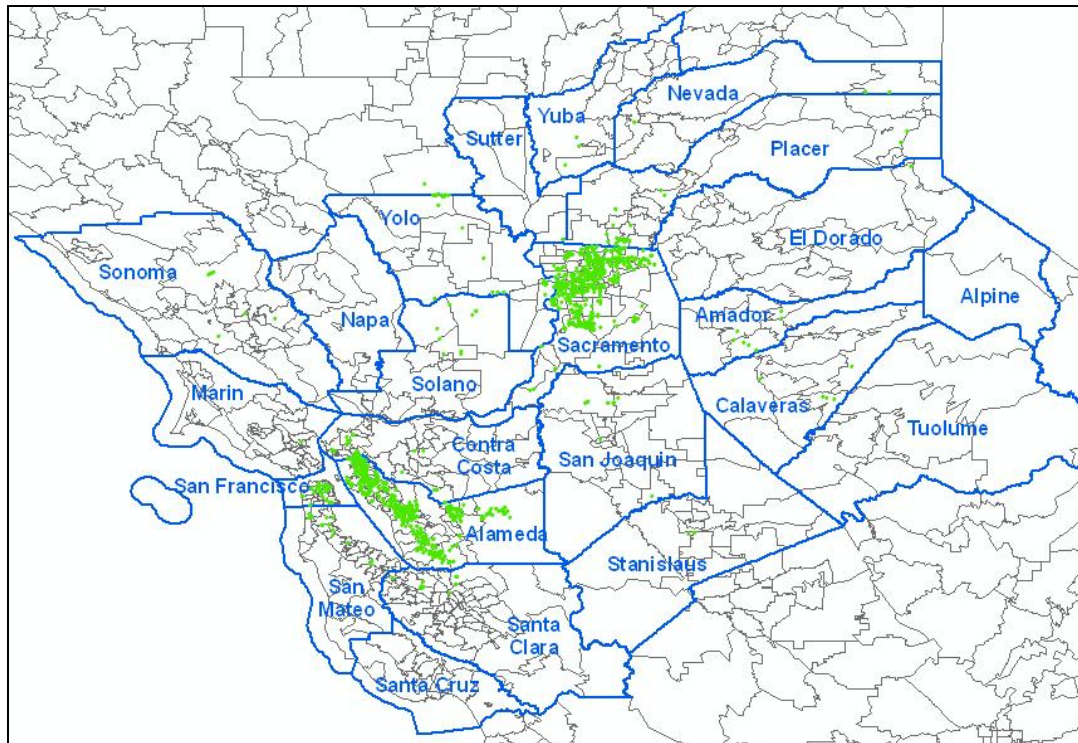 Nevada
Yuba
Sutter
Placer
Yolo
El Dorado
Sonoma
Alpine
Napa
Amador
Sacramento
Solano
Marin
Calaveras
Tuolume
Contra
Costa
San Joaquin
San Francisco
Alameda
Stanislaus
San
Mateo
Santa
Clara
Santa Cruz